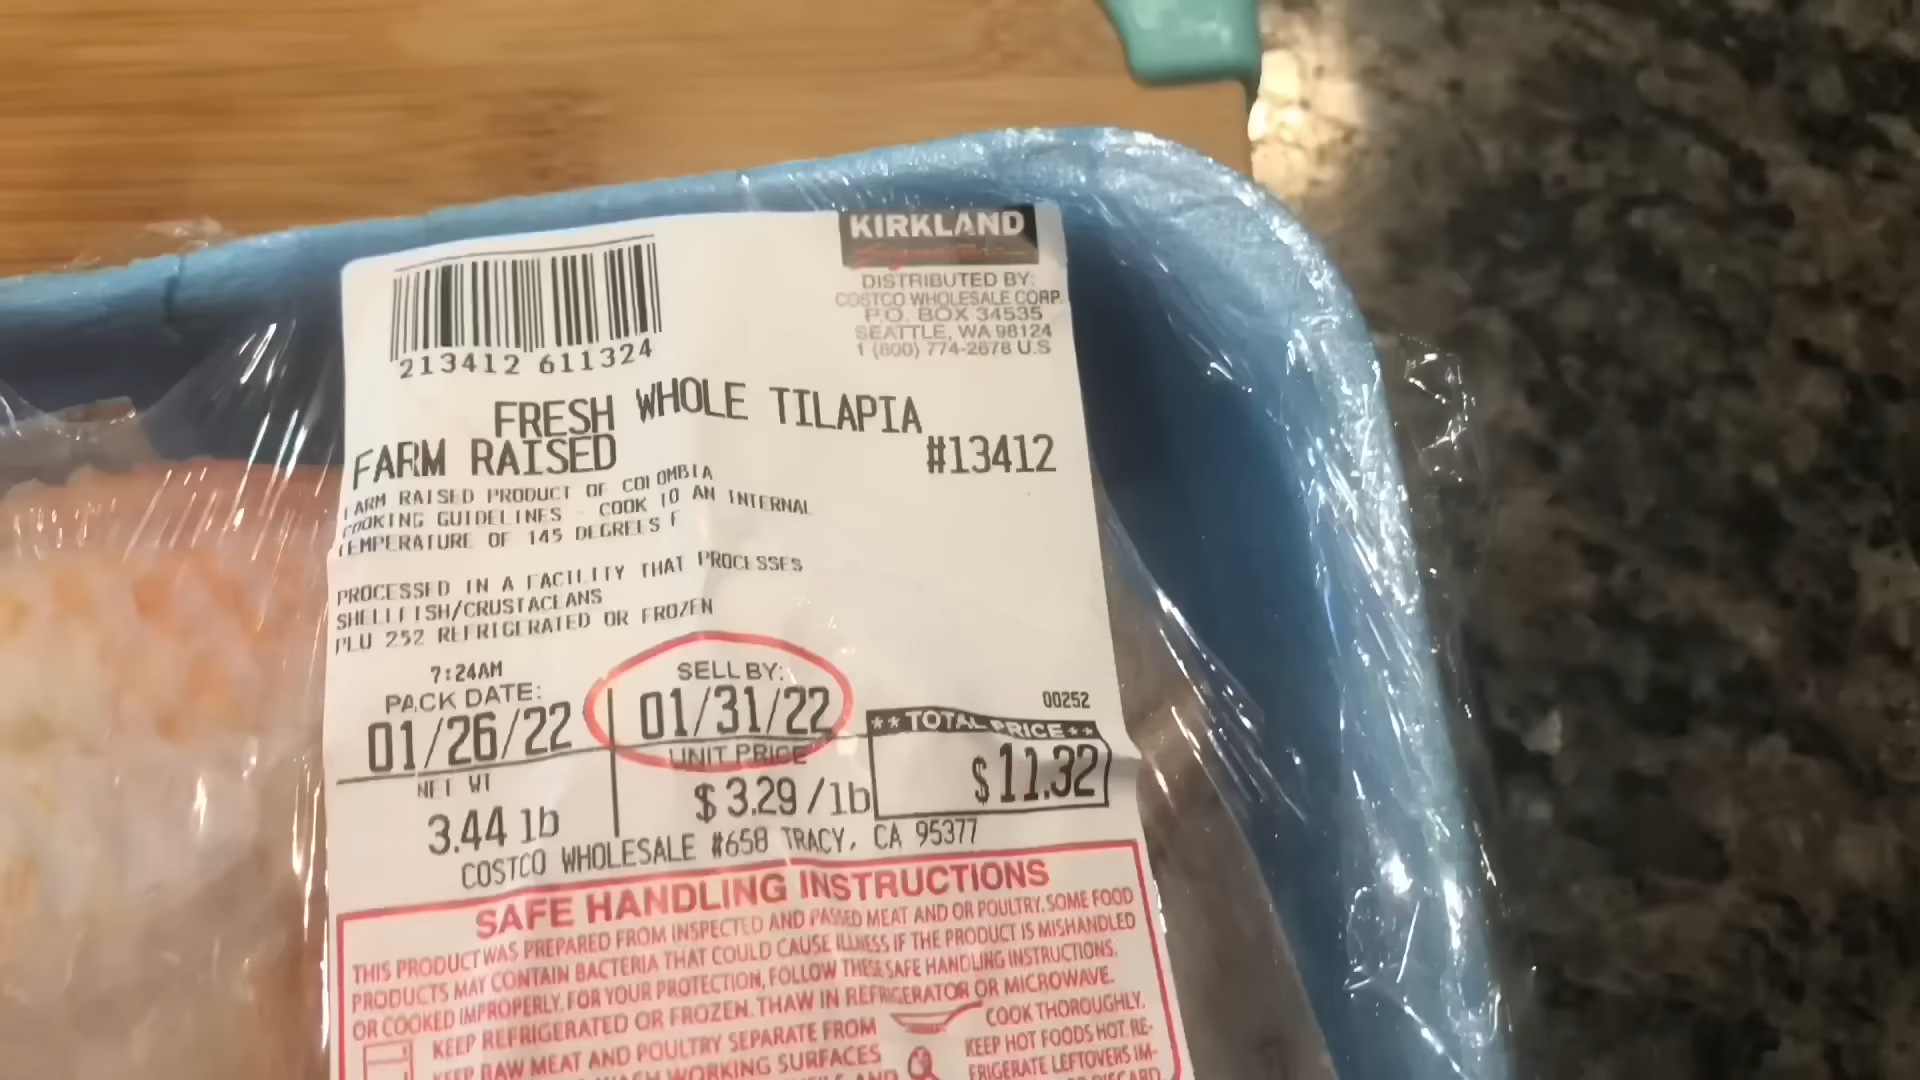 KIRKLAND
Signature
DISTRIBUTED BY:
COSTCO WHOLESALE CORP
P.O. BOX 34535
SEATTLE, WA 98124
1 (800) 774-2678 U.S
213412 611324
FRESH WHOLE TILAPIA
FARM RAISED
#13412
FARM RAISED PRODUCT OF COLOMBIA
COOKING GUIDELINES - COOK TO AN INTERNAL
TEMPERATURE OF 145 DEGREES F
PROCESSED IN A FACILITY THAT PROCESSES
SHELLFISH/CRUSTACEANS
PLU 252 REFRIGERATED OR FROZEN
7:24AM
PACK DATE:
01/26/22
SELL BY:
01/31/22
00252
NET WT
3.44 lb
UNIT PRICE
$ 3.29 /lb
** TOTAL PRICE **
$ 11.32
COSTCO WHOLESALE #658 TRACY, CA 95377
SAFE HANDLING INSTRUCTIONS
THIS PRODUCT WAS PREPARED FROM INSPECTED AND PASSED MEAT AND OR POULTRY. SOME FOOD
PRODUCTS MAY CONTAIN BACTERIA THAT COULD CAUSE ILLNESS IF THE PRODUCT IS MISHANDLED
OR COOKED IMPROPERLY. FOR YOUR PROTECTION, FOLLOW THESE SAFE HANDLING INSTRUCTIONS.
KEEP REFRIGERATED OR FROZEN. THAW IN REFRIGERATOR OR MICROWAVE.
KEEP RAW MEAT AND POULTRY SEPARATE FROM
WORKING SURFACES
COOK THOROUGHLY.
KEEP HOT FOODS HOT. RE-
FRIGERATE LEFTOVERS IM-
OR DISCARD